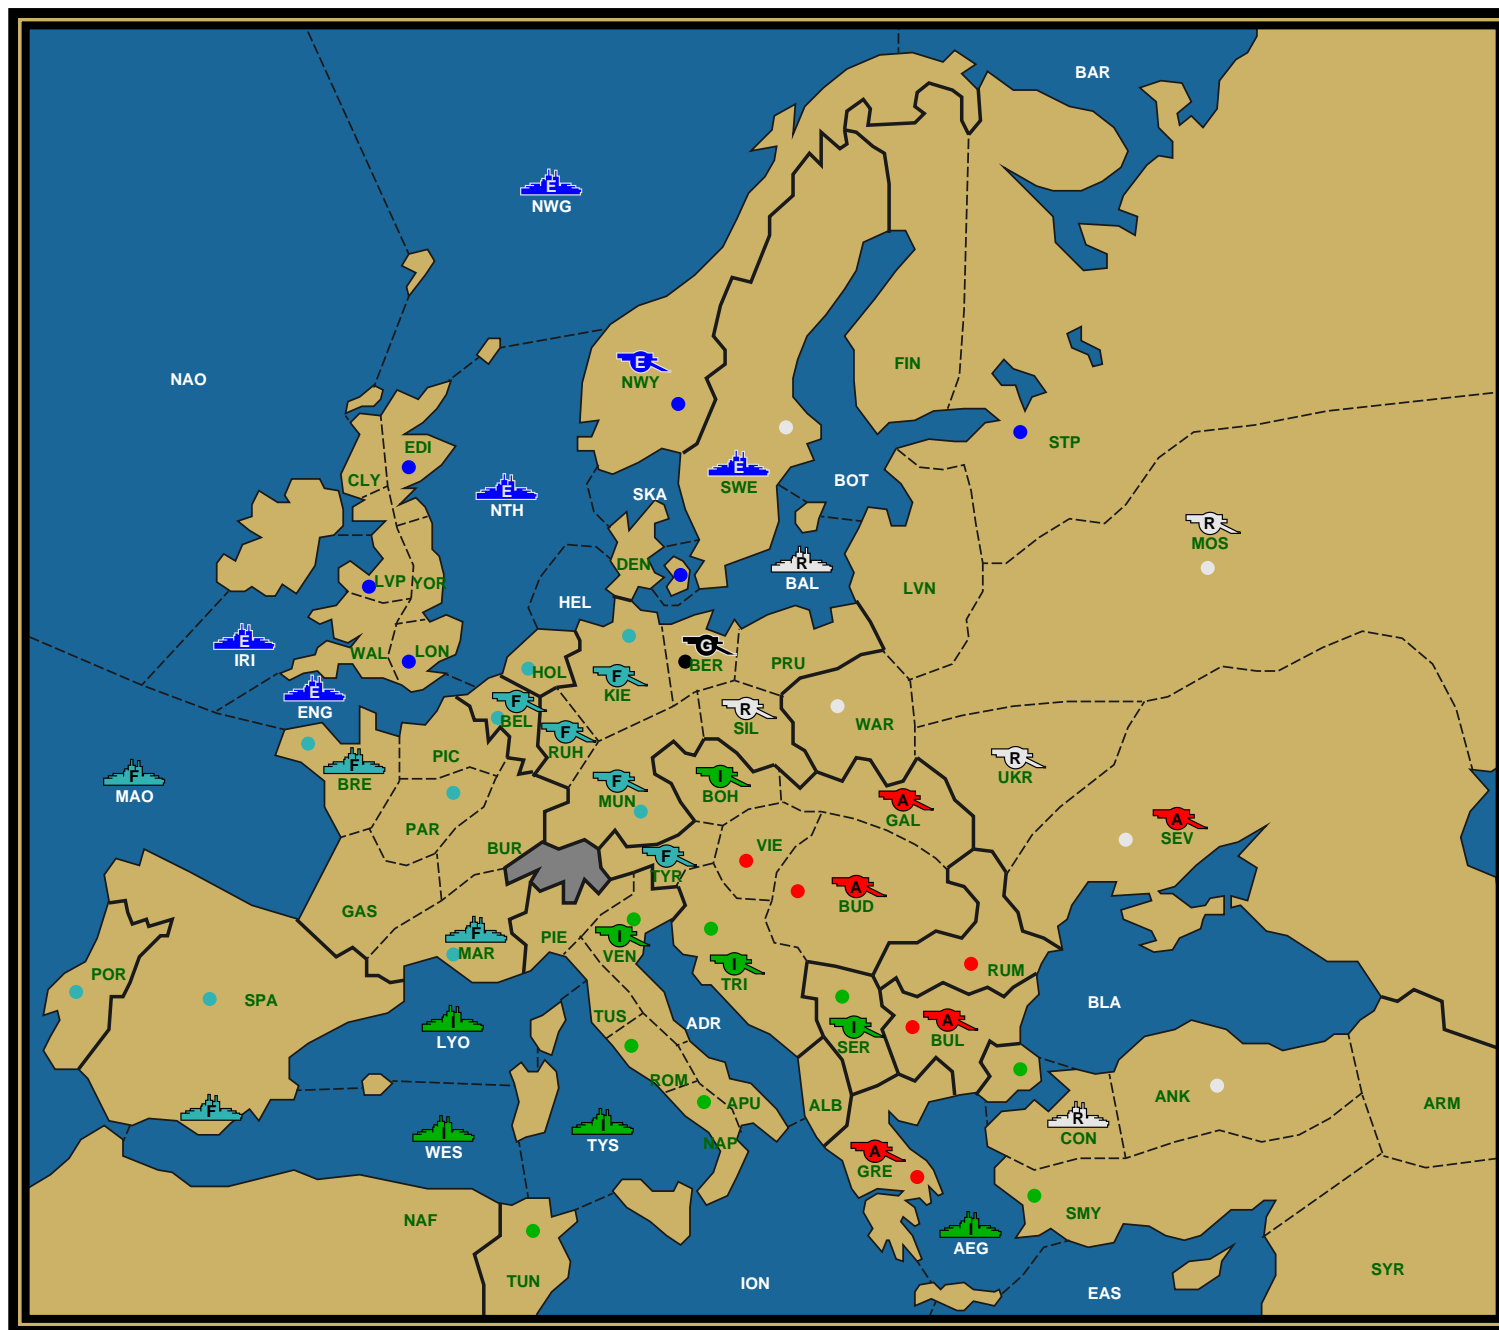 BAR
E
NWG
NAO
E
NWY
FIN
EDI
STP
CLY
E
SWE
BOT
E
NTH
SKA
R
MOS
DEN
R
BAL
LVP
YOR
LVN
HEL
E
IRI
WAL
LON
G
BER
PRU
HOL
F
KIE
E
ENG
F
BEL
R
SIL
WAR
F
RUH
PIC
R
UKR
F
BRE
F
MAO
F
MUN
I
BOH
A
GAL
A
SEV
PAR
BUR
VIE
F
TYR
A
BUD
GAS
F
MAR
PIE
I
VEN
I
TRI
POR
SPA
RUM
BLA
TUS
ADR
I
LYO
I
SER
A
BUL
ROM
APU
ALB
ANK
ARM
F
I
WES
I
TYS
NAP
R
CON
A
GRE
NAF
SMY
I
AEG
TUN
ION
EAS
SYR